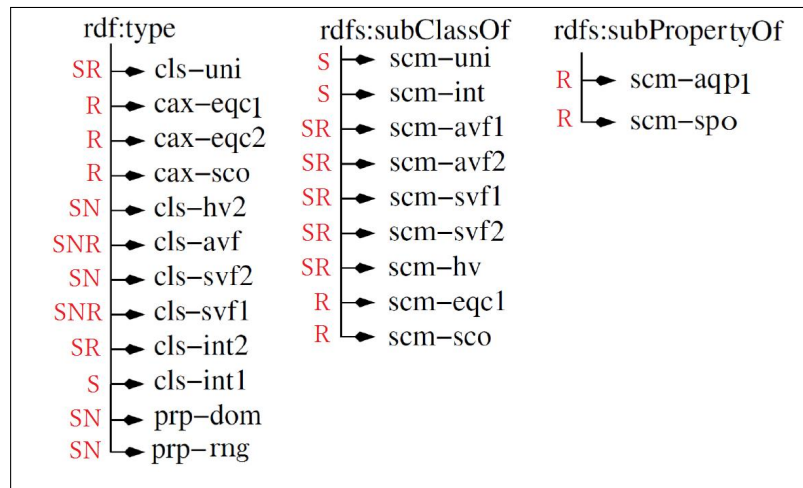 rdf:type
SR cls-uni
R cax-eqc1
R cax-eqc2
R cax-sco
SN cls-hv2
SNR cls-avf
SN cls-svf2
SNR cls-svf1
SR cls-int2
S cls-int1
SN prp-dom
SN prp-rng
rdfs:subClassOf
S scm-uni
S scm-int
SR scm-avf1
SR scm-avf2
SR scm-svf1
SR scm-svf2
SR scm-hv
R scm-eqc1
R scm-sco
rdfs:subPropertyOf
R scm-aqp1
R scm-spo